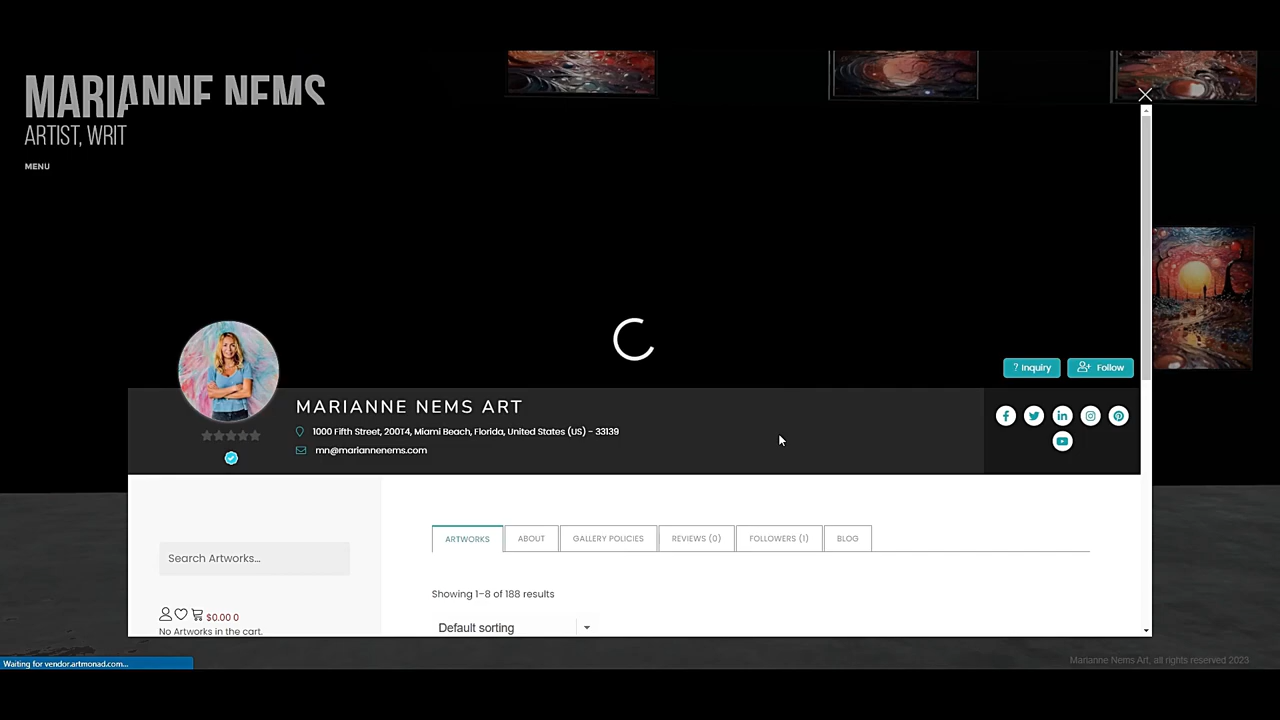 MARIANNE NEMS
ARTIST, WRIT
MENU
? Inquiry
Follow
MARIANNE NEMS ART
1000 Fifth Street, 200T4, Miami Beach, Florida, United States (US) - 33139
mn@mariannenems.com
ARTWORKS
ABOUT
GALLERY POLICIES
REVIEWS (0)
FOLLOWERS (1)
BLOG
Search Artworks...
Showing 1–8 of 188 results
$0.00 0
No Artworks in the cart.
Default sorting
Waiting for vendor.artmonad.com...
Marianne Nems Art, all rights reserved 2023